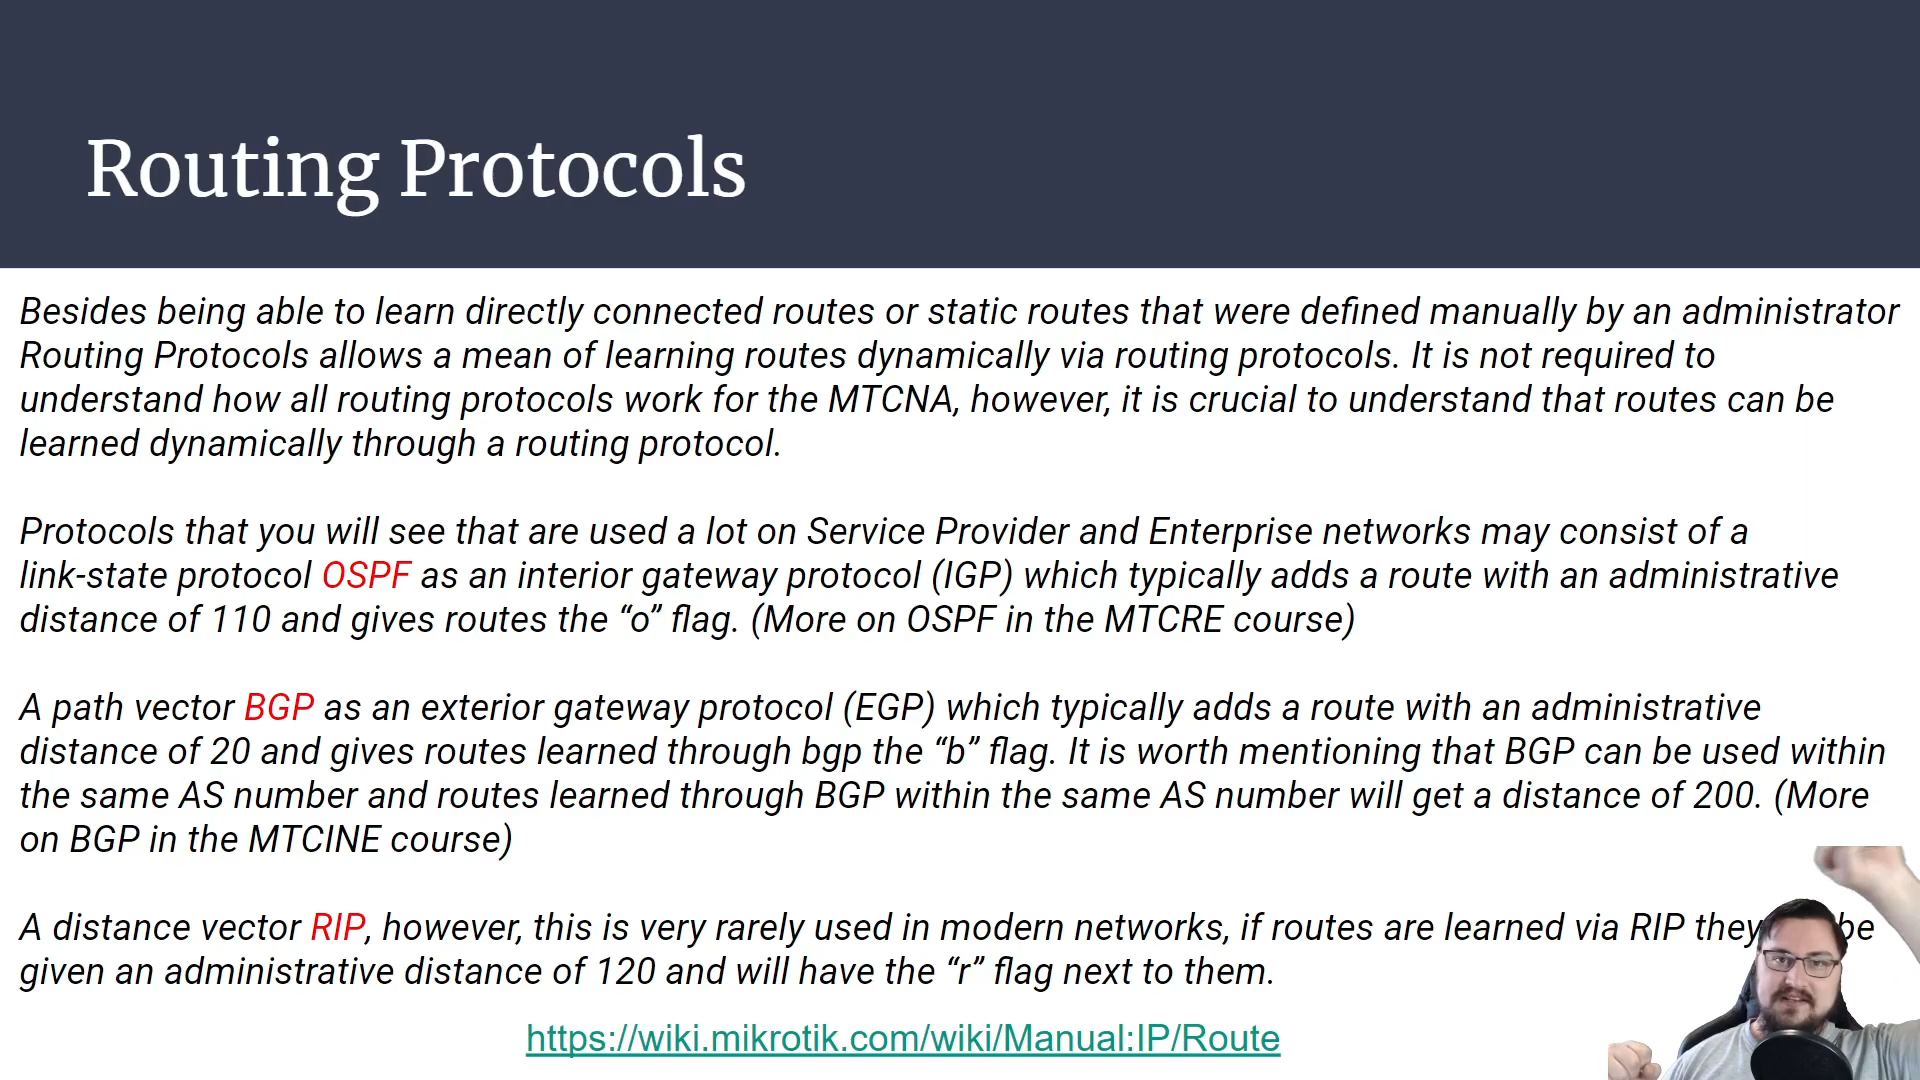 Routing Protocols
Besides being able to learn directly connected routes or static routes that were defined manually by an administrator
Routing Protocols allows a mean of learning routes dynamically via routing protocols. It is not required to
understand how all routing protocols work for the MTCNA, however, it is crucial to understand that routes can be
learned dynamically through a routing protocol.
Protocols that you will see that are used a lot on Service Provider and Enterprise networks may consist of a
link-state protocol OSPF as an interior gateway protocol (IGP) which typically adds a route with an administrative
distance of 110 and gives routes the “o” flag. (More on OSPF in the MTCRE course)
A path vector BGP as an exterior gateway protocol (EGP) which typically adds a route with an administrative
distance of 20 and gives routes learned through bgp the “b” flag. It is worth mentioning that BGP can be used within
the same AS number and routes learned through BGP within the same AS number will get a distance of 200. (More
on BGP in the MTCINE course)
A distance vector RIP, however, this is very rarely used in modern networks, if routes are learned via RIP they be
given an administrative distance of 120 and will have the “r” flag next to them.
https://wiki.mikrotik.com/wiki/Manual:IP/Route